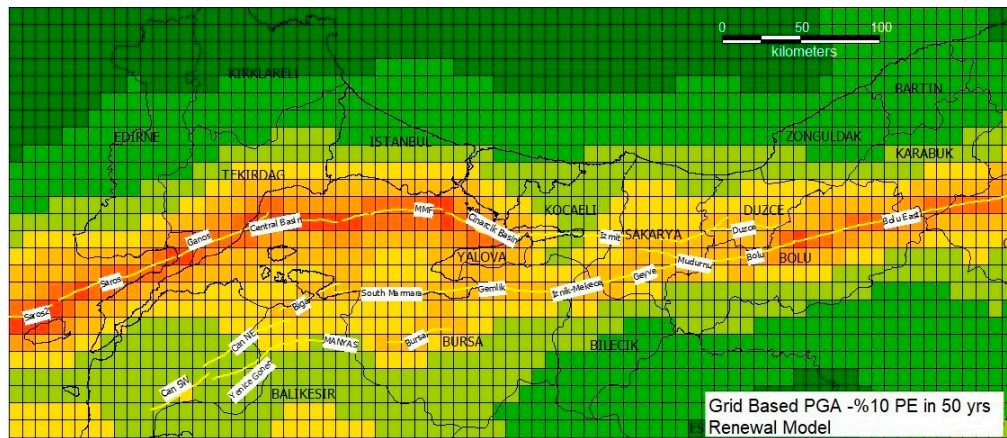 0 50 100
kilometers
KIRKLARELI
BARTIN
EDIRNE
ISTANBUL
ZONGULDAK
KARABUK
TEKIRDAG
MMF
KOCAELI
DUZCE
Central Basin
Cinarcik Basin
Izmit
SAKARYA
Duzce
Bolu East
Ganos
YALOVA
Mudurnu
Bolu
BOLU
Saros
Geyve
South Marmara
Gemlik
Iznik-Mekece
Biga
Saros2
Can NE
MANYAS
Bursa
BURSA
BILECIK
Can SW
Yenice Gonen
BALIKESIR
Grid Based PGA -%10 PE in 50 yrs
Renewal Model